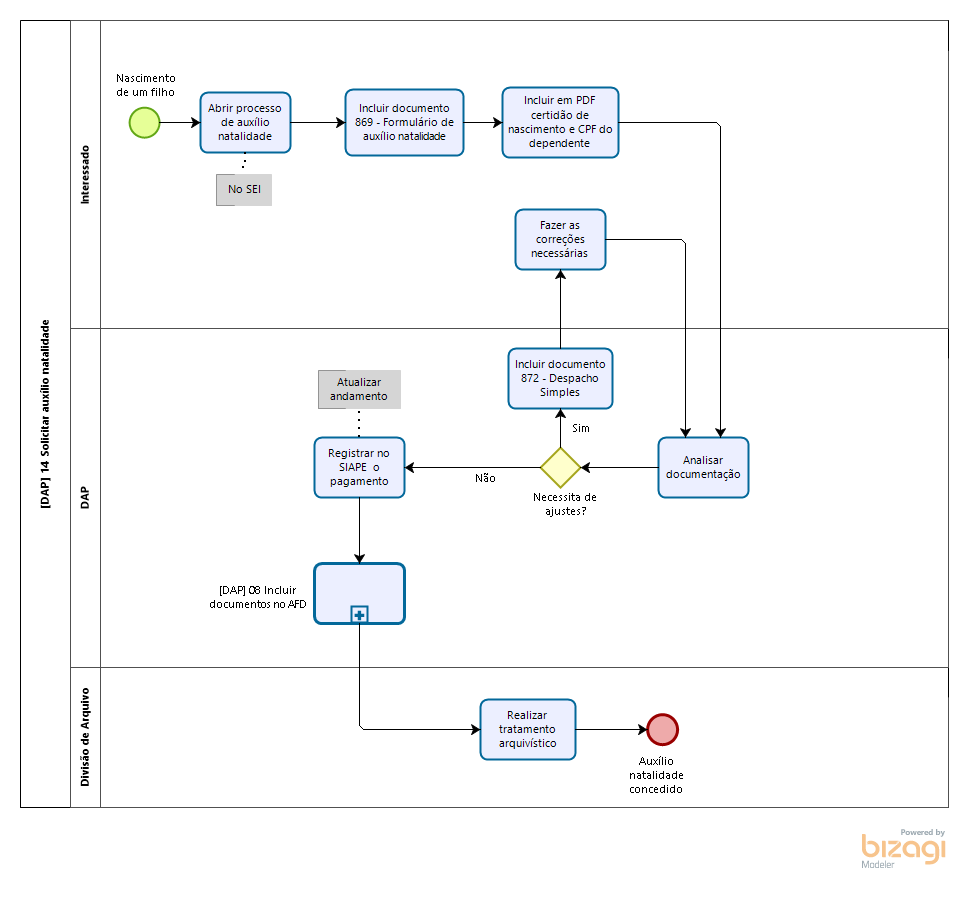 [DAP] 14 Solicitar auxílio natalidade
Interessado
Nascimento
de um filho
Abrir processo
de auxílio
natalidade
No SEI
Incluir documento
869 - Formulário de
auxílio natalidade
Incluir em PDF
certidão de
nascimento e CPF do
dependente
Fazer as
correções
necessárias
DAP
Incluir documento
872 - Despacho
Simples
Sim
Atualizar
andamento
Registrar no
SIAPE o
pagamento
Não
Necessita de
ajustes?
Analisar
documentação
[DAP] 08 Incluir
documentos no AFD
Divisão de Arquivo
Realizar
tratamento
arquivístico
Auxílio
natalidade
concedido
Powered by
bizagi
Modeler